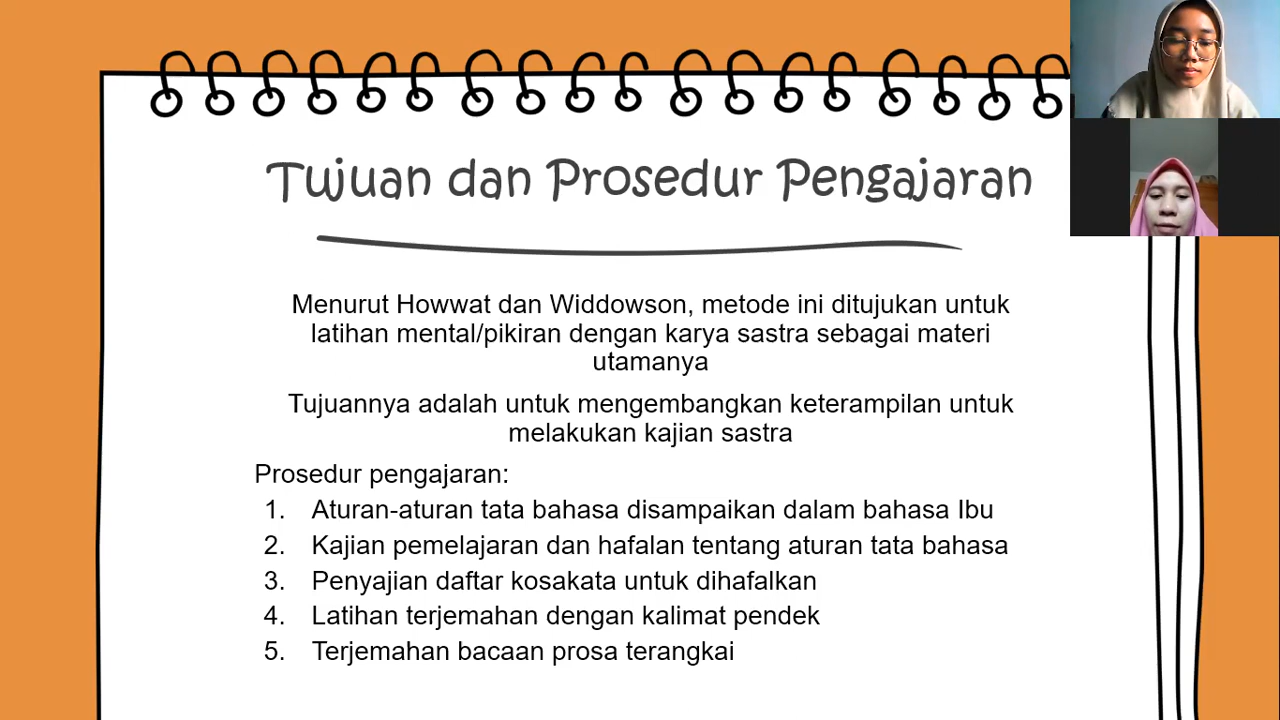 Tujuan dan Prosedur Pengajaran
Menurut Howwat dan Widdowson, metode ini ditujukan untuk
latihan mental/pikiran dengan karya sastra sebagai materi
utamanya
Tujuannya adalah untuk mengembangkan keterampilan untuk
melakukan kajian sastra
Prosedur pengajaran:
1. Aturan-aturan tata bahasa disampaikan dalam bahasa Ibu
2. Kajian pemelajaran dan hafalan tentang aturan tata bahasa
3. Penyajian daftar kosakata untuk dihafalkan
4. Latihan terjemahan dengan kalimat pendek
5. Terjemahan bacaan prosa terangkai